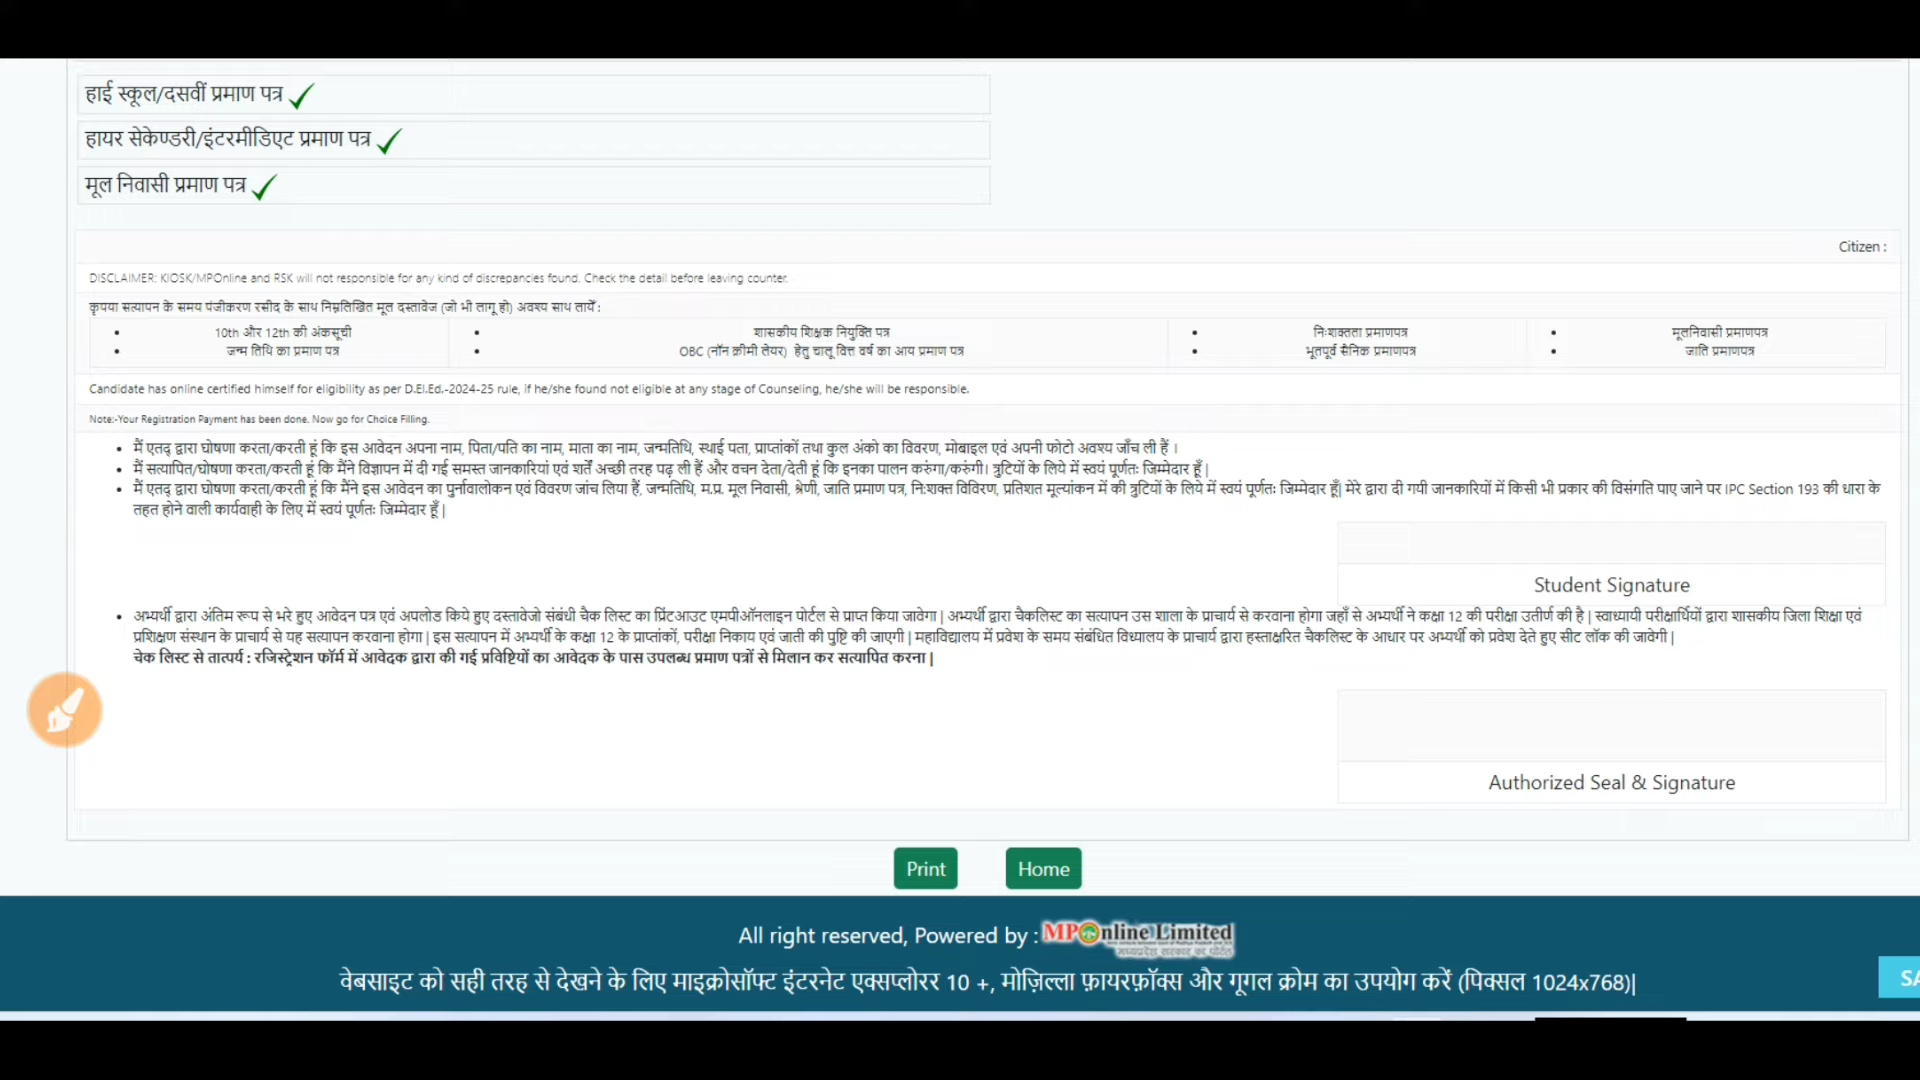 हाई स्कूल/दसवीं प्रमाण पत्र
हायर सेकेण्डरी/इंटरमीडिएट प्रमाण पत्र
मूल निवासी प्रमाण पत्र
Citizen :
DISCLAIMER: KIOSK/MPOnline and RSK will not responsible for any kind of discrepancies found. Check the detail before leaving counter.
कृपया सत्यापन के समय पंजीकरण रसीद के साथ निम्नलिखित मूल दस्तावेज (जो भी लागू हो) अवश्य साथ लायेँ :
10th और 12th की अंकसूची शासकीय शिक्षक नियुक्ति पत्र निःशक्तता प्रमाणपत्र मूलनिवासी प्रमाणपत्र
जन्म तिथि का प्रमाण पत्र OBC (नॉन क्रीमी लेयर) हेतु चालू वित्त वर्ष का आय प्रमाण पत्र भूतपूर्व सैनिक प्रमाणपत्र जाति प्रमाणपत्र
Candidate has online certified himself for eligibility as per D.El.Ed.-2024-25 rule, if he/she found not eligible at any stage of Counseling, he/she will be responsible.
Note:-Your Registration Payment has been done. Now go for Choice Filling.
मैं एतद् द्वारा घोषणा करता/करती हूं कि इस आवेदन अपना नाम, पिता/पति का नाम, माता का नाम, जन्मतिथि, स्थाई पता, प्राप्तांकों तथा कुल अंको का विवरण, मोबाइल एवं अपनी फोटो अवश्य जाँच ली हैं ।
मैं सत्यापित/घोषणा करता/करती हूं कि मैंने विज्ञापन में दी गई समस्त जानकारियां एवं शर्तें अच्छी तरह पढ़ ली हैं और वचन देता/देती हूं कि इनका पालन करुंगा/करुंगी। त्रुटियों के लिये में स्वयं पूर्णतः जिम्मेदार हूँ |
मैं एतद् द्वारा घोषणा करता/करती हूं कि मैंने इस आवेदन का पुर्नावालोकन एवं विवरण जांच लिया हैं, जन्मतिथि, म.प्र. मूल निवासी, श्रेणी, जाति प्रमाण पत्र, नि:शक्त विविरण, प्रतिशत मूल्यांकन में की त्रुटियों के लिये में स्वयं पूर्णतः जिम्मेदार हूँ| मेरे द्वारा दी गयी जानकारियों में किसी भी प्रकार की विसंगति पाए जाने पर IPC Section 193 की धारा के
तहत होने वाली कार्यवाही के लिए में स्वयं पूर्णतः जिम्मेदार हूँ |
Student Signature
अभ्यर्थी द्वारा अंतिम रूप से भरे हुए आवेदन पत्र एवं अपलोड किये हुए दस्तावेजो संबंधी चैक लिस्ट का प्रिंटआउट एमपीऑनलाइन पोर्टल से प्राप्त किया जावेगा | अभ्यर्थी द्वारा चैकलिस्ट का सत्यापन उस शाला के प्राचार्य से करवाना होगा जहाँ से अभ्यर्थी ने कक्षा 12 की परीक्षा उतीर्ण की है | स्वाध्यायी परीक्षार्थियों द्वारा शासकीय जिला शिक्षा एवं
प्रशिक्षण संस्थान के प्राचार्य से यह सत्यापन करवाना होगा | इस सत्यापन में अभ्यर्थी के कक्षा 12 के प्राप्तांकों, परीक्षा निकाय एवं जाती की पुष्टि की जाएगी | महाविद्यालय में प्रवेश के समय संबंधित विध्यालय के प्राचार्य द्वारा हस्ताक्षरित चैकलिस्ट के आधार पर अभ्यर्थी को प्रवेश देते हुए सीट लॉक की जावेगी |
चेक लिस्ट से तात्पर्य : रजिस्ट्रेशन फॉर्म में आवेदक द्वारा की गई प्रविष्टियों का आवेदक के पास उपलब्ध प्रमाण पत्रों से मिलान कर सत्यापित करना |
Authorized Seal & Signature
Print Home
All right reserved, Powered by : MPOnline Limited
मध्यप्रदेश सरकार का पोर्टल
वेबसाइट को सही तरह से देखने के लिए माइक्रोसॉफ्ट इंटरनेट एक्सप्लोरर 10 +, मोज़िल्ला फ़ायरफ़ॉक्स और गूगल क्रोम का उपयोग करें (पिक्सल 1024x768)|